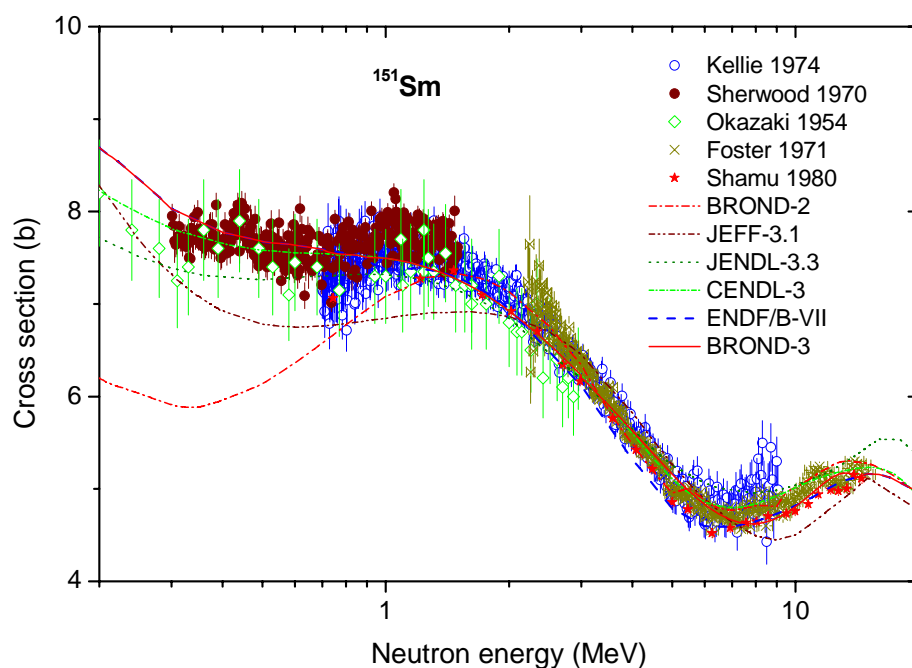 10
8
6
4
Cross section (b)
¹⁵¹Sm
Kellie 1974
Sherwood 1970
Okazaki 1954
Foster 1971
Shamu 1980
BROND-2
JEFF-3.1
JENDL-3.3
CENDL-3
ENDF/B-VII
BROND-3
1
10
Neutron energy (MeV)